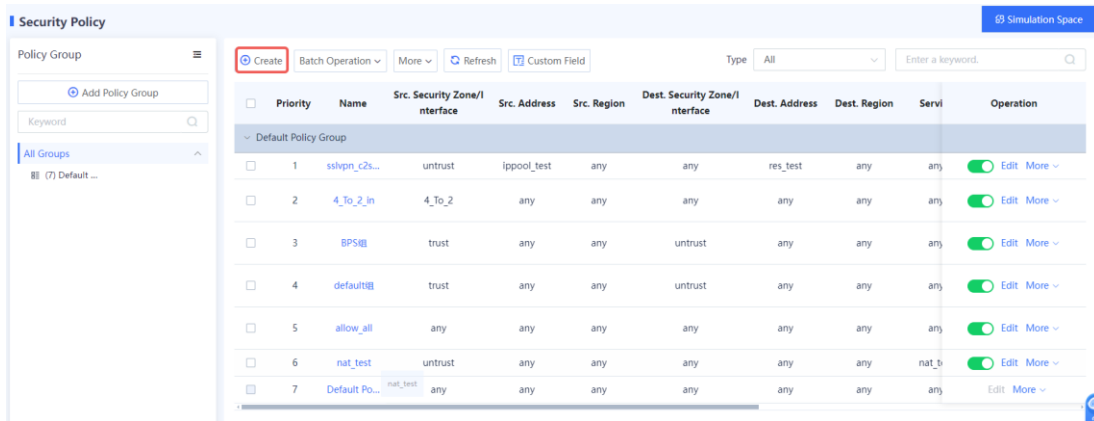 Security Policy
Simulation Space
Policy Group
Add Policy Group
Keyword
All Groups
(7) Default ...
Create Batch Operation More Refresh Custom Field Type All Enter a keyword.
Priority Name Src. Security Zone/I Src. Address Src. Region Dest. Security Zone/I Dest. Address Dest. Region Servi Operation
nterface nterface
Default Policy Group
1 sslvpn_c2s... untrust ippool_test any any res_test any any Edit More
2 4_To_2_in 4_To_2 any any any any any any Edit More
3 BPS组 trust any any untrust any any any Edit More
4 default组 trust any any untrust any any any Edit More
5 allow_all any any any any any any any Edit More
6 nat_test untrust any any any any any nat_t Edit More
7 Default Po... any any any any any any any Edit More
nat_test